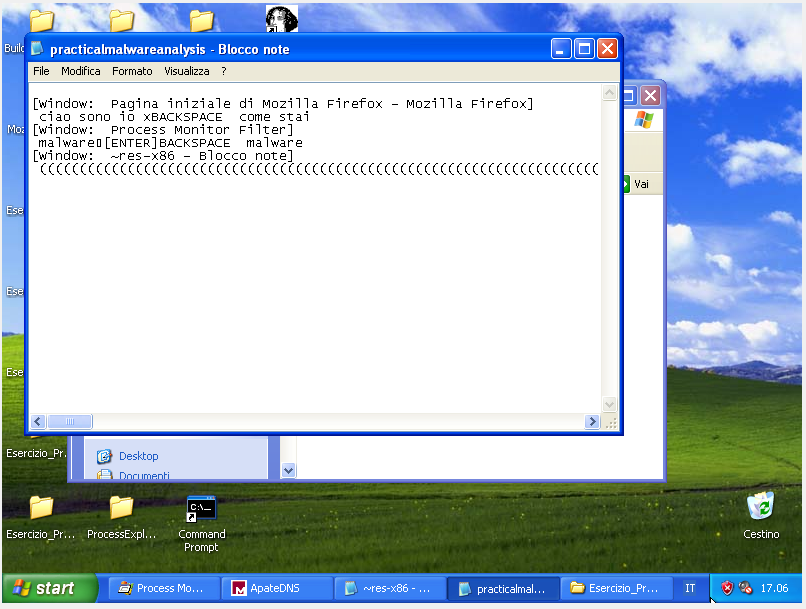 Build
practicalmalwareanalysis - Blocco note
File Modifica Formato Visualizza ?
[Window: Pagina iniziale di Mozilla Firefox - Mozilla Firefox]
ciao sono io xBACKSPACE come stai
[Window: Process Monitor Filter]
malware▯[ENTER]BACKSPACE malware
[Window: ~res-x86 - Blocco note]
((((((((((((((((((((((((((((((((((((((((((((((((((((((((((((((((((((((
Moz
Vai
Ese
Ese
Ese
Esercizio_Pr...
Desktop
Documenti
Esercizio_Pr...
ProcessExpl...
Command
Prompt
Cestino
start
Process Mo...
ApateDNS
~res-x86 - ...
practicalmal...
Esercizio_Pr...
IT
17.06